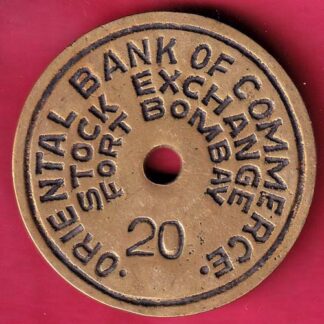 · ORIENTAL BANK OF COMMERCE ·
STOCK EXCHANGE
FORT BOMBAY
20